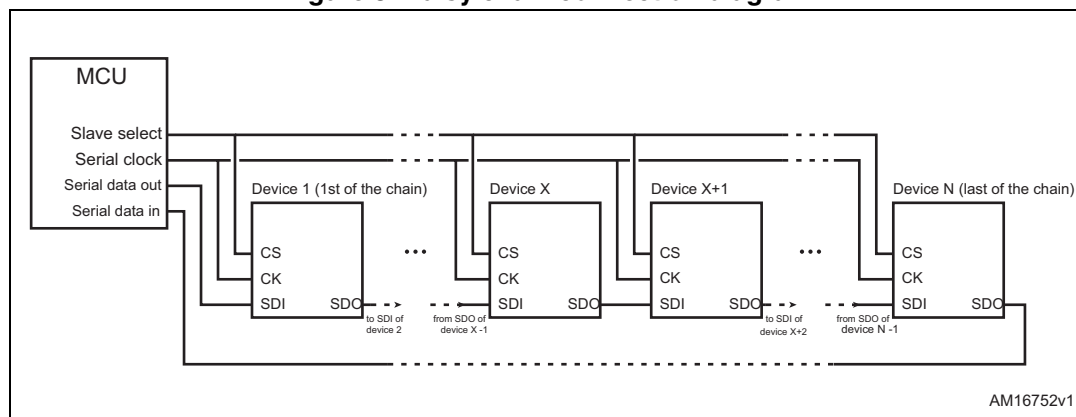 MCU
Slave select
Serial clock
Serial data out
Serial data in
Device 1 (1st of the chain)
Device X
Device X+1
Device N (last of the chain)
CS
CK
SDI
SDO
to SDI of
device 2
...
from SDO of
device X -1
CS
CK
SDI
SDO
CS
CK
SDI
SDO
to SDI of
device X+2
...
from SDO of
device N -1
CS
CK
SDI
SDO
AM16752v1